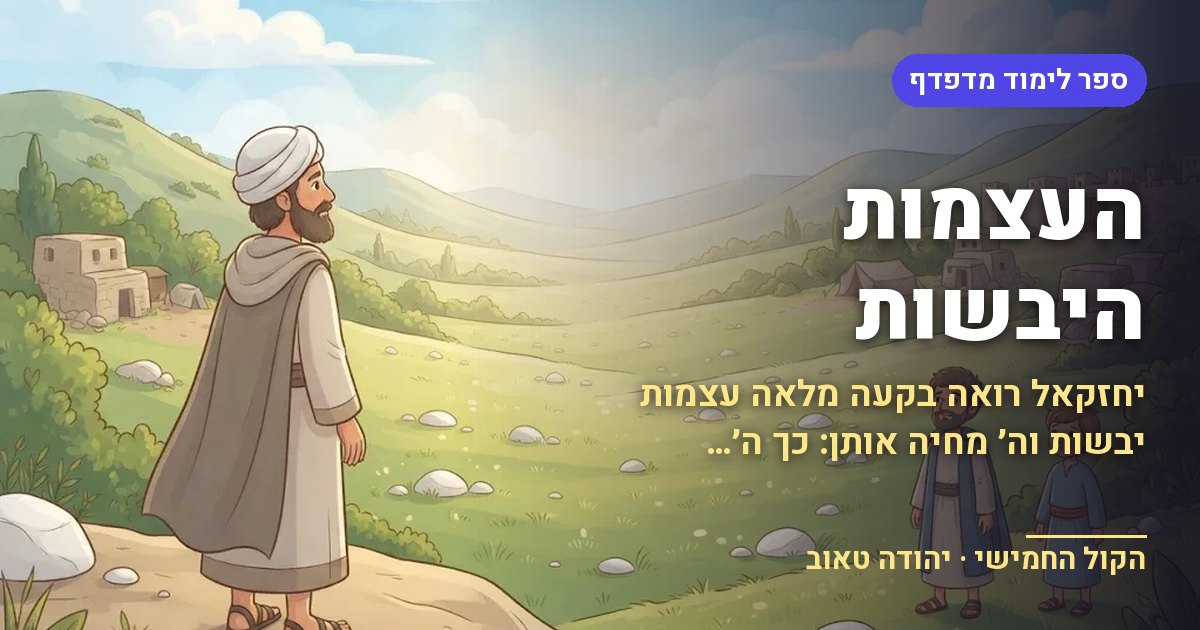 ספר לימוד מדפדף
העצמות
היבשות
יחזקאל רואה בקעה מלאה עצמות
יבשות וה׳ מחיה אותן: כך ה׳...
הקול החמישי · יהודה טאוב